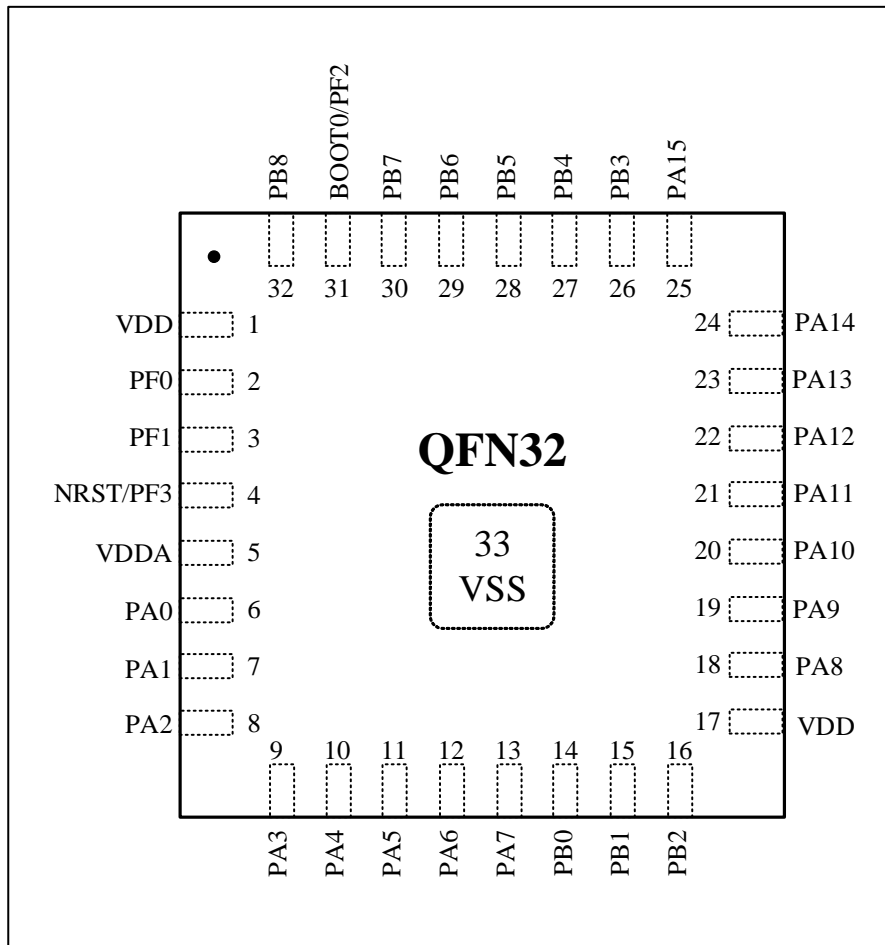 PB8
BOOT0/PF2
PB7
PB6
PB5
PB4
PB3
PA15
32
31
30
29
28
27
26
25
VDD
1
PF0
2
PF1
3
NRST/PF3
4
VDDA
5
PA0
6
PA1
7
PA2
8
QFN32
33
VSS
24
PA14
23
PA13
22
PA12
21
PA11
20
PA10
19
PA9
18
PA8
17
VDD
9
10
11
12
13
14
15
16
PA3
PA4
PA5
PA6
PA7
PB0
PB1
PB2